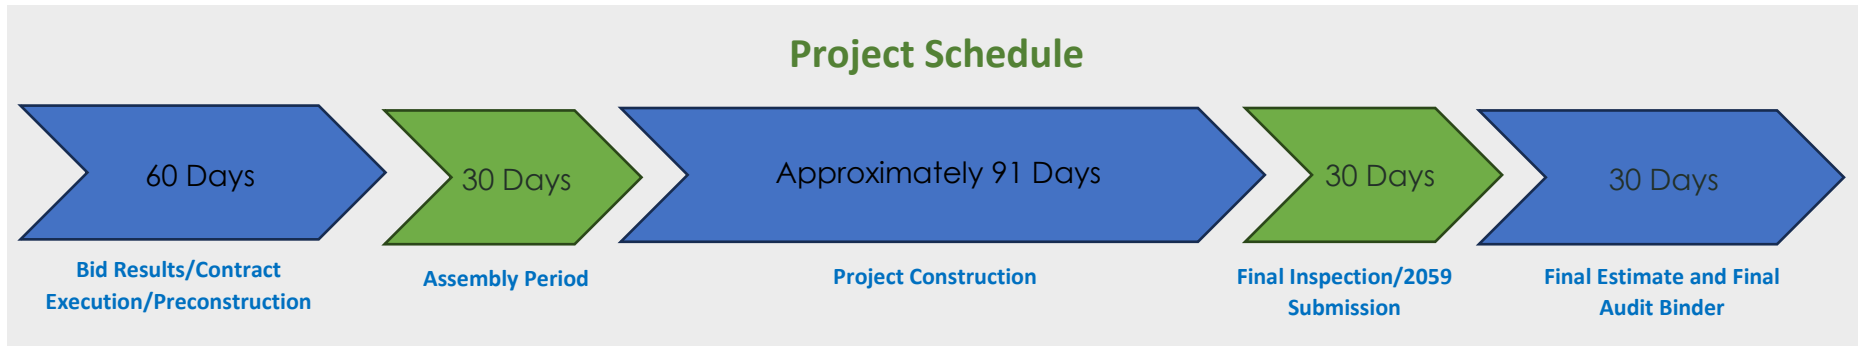 Project Schedule
60 Days
30 Days
Approximately 91 Days
30 Days
30 Days
Bid Results/Contract
Execution/Preconstruction
Assembly Period
Project Construction
Final Inspection/2059
Submission
Final Estimate and Final
Audit Binder